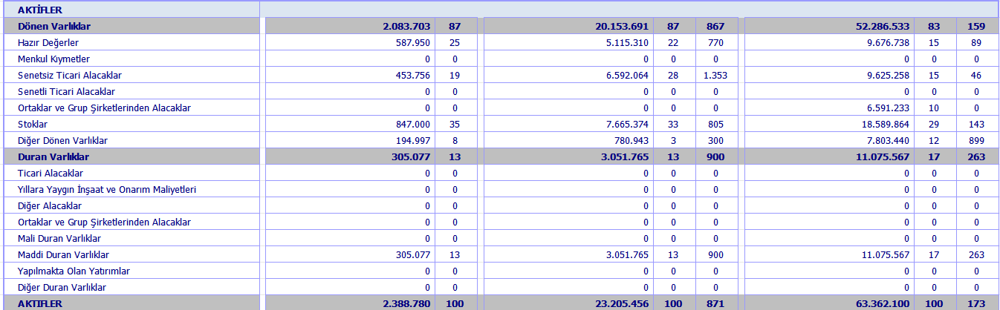 AKTİFLER
Dönen Varlıklar 2.083.703 87 20.153.691 87 867 52.286.533 83 159
Hazır Değerler 587.950 25 5.115.310 22 770 9.676.738 15 89
Menkul Kıymetler 0 0 0 0 0 0 0 0
Senetsiz Ticari Alacaklar 453.756 19 6.592.064 28 1.353 9.625.258 15 46
Senetli Ticari Alacaklar 0 0 0 0 0 0 0 0
Ortaklar ve Grup Şirketlerinden Alacaklar 0 0 0 0 0 6.591.233 10 0
Stoklar 847.000 35 7.665.374 33 805 18.589.864 29 143
Diğer Dönen Varlıklar 194.997 8 780.943 3 300 7.803.440 12 899
Duran Varlıklar 305.077 13 3.051.765 13 900 11.075.567 17 263
Ticari Alacaklar 0 0 0 0 0 0 0 0
Yıllara Yaygın İnşaat ve Onarım Maliyetleri 0 0 0 0 0 0 0 0
Diğer Alacaklar 0 0 0 0 0 0 0 0
Ortaklar ve Grup Şirketlerinden Alacaklar 0 0 0 0 0 0 0 0
Mali Duran Varlıklar 0 0 0 0 0 0 0 0
Maddi Duran Varlıklar 305.077 13 3.051.765 13 900 11.075.567 17 263
Yapılmakta Olan Yatırımlar 0 0 0 0 0 0 0 0
Diğer Duran Varlıklar 0 0 0 0 0 0 0 0
AKTIFLER 2.388.780 100 23.205.456 100 871 63.362.100 100 173